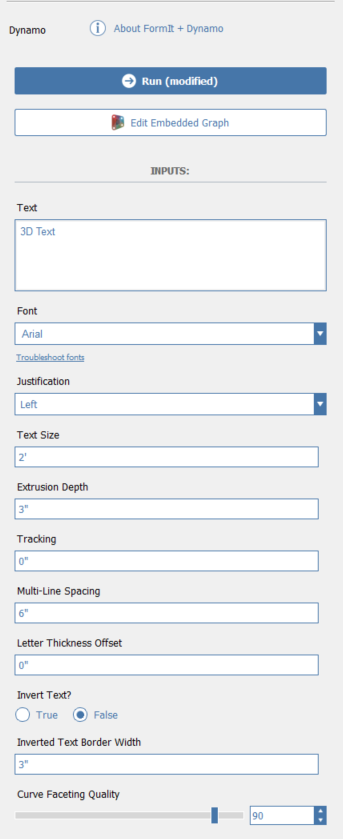 Dynamo
About FormIt + Dynamo
Run (modified)
Edit Embedded Graph
INPUTS:
Text
3D Text
Font
Arial
Troubleshoot fonts
Justification
Left
Text Size
2'
Extrusion Depth
3"
Tracking
0"
Multi-Line Spacing
6"
Letter Thickness Offset
0"
Invert Text?
True False
Inverted Text Border Width
3"
Curve Faceting Quality
90